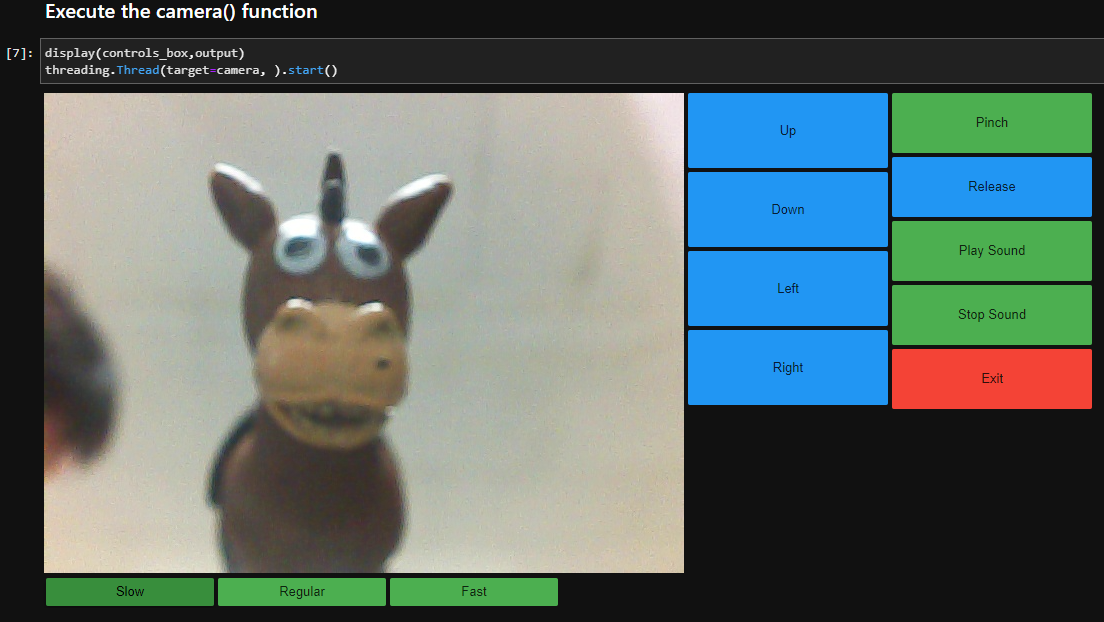 Execute the camera() function
[7]:
display(controls_box,output)
threading.Thread(target=camera, ).start()
Up
Down
Left
Right
Pinch
Release
Play Sound
Stop Sound
Exit
Slow
Regular
Fast